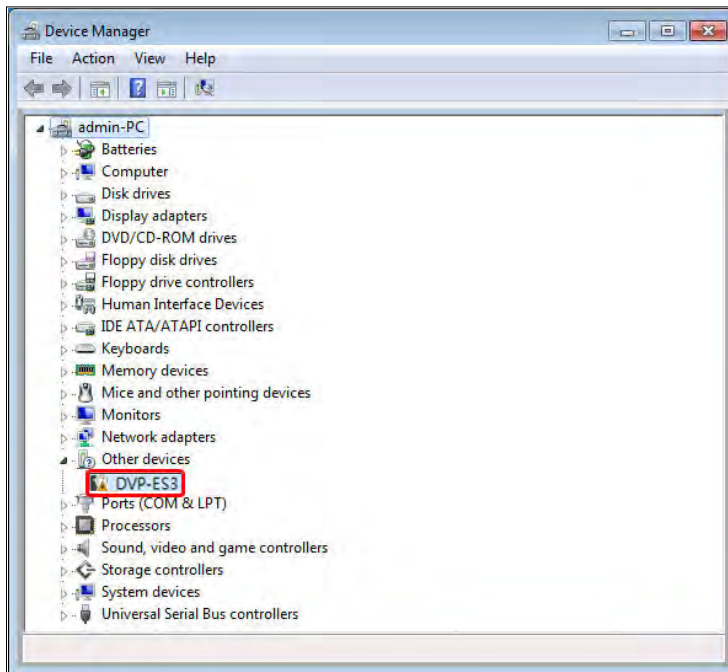 Device Manager
File Action View Help
admin-PC
Batteries
Computer
Disk drives
Display adapters
DVD/CD-ROM drives
Floppy disk drives
Floppy drive controllers
Human Interface Devices
IDE ATA/ATAPI controllers
Keyboards
Memory devices
Mice and other pointing devices
Monitors
Network adapters
Other devices
DVP-ES3
Ports (COM & LPT)
Processors
Sound, video and game controllers
Storage controllers
System devices
Universal Serial Bus controllers